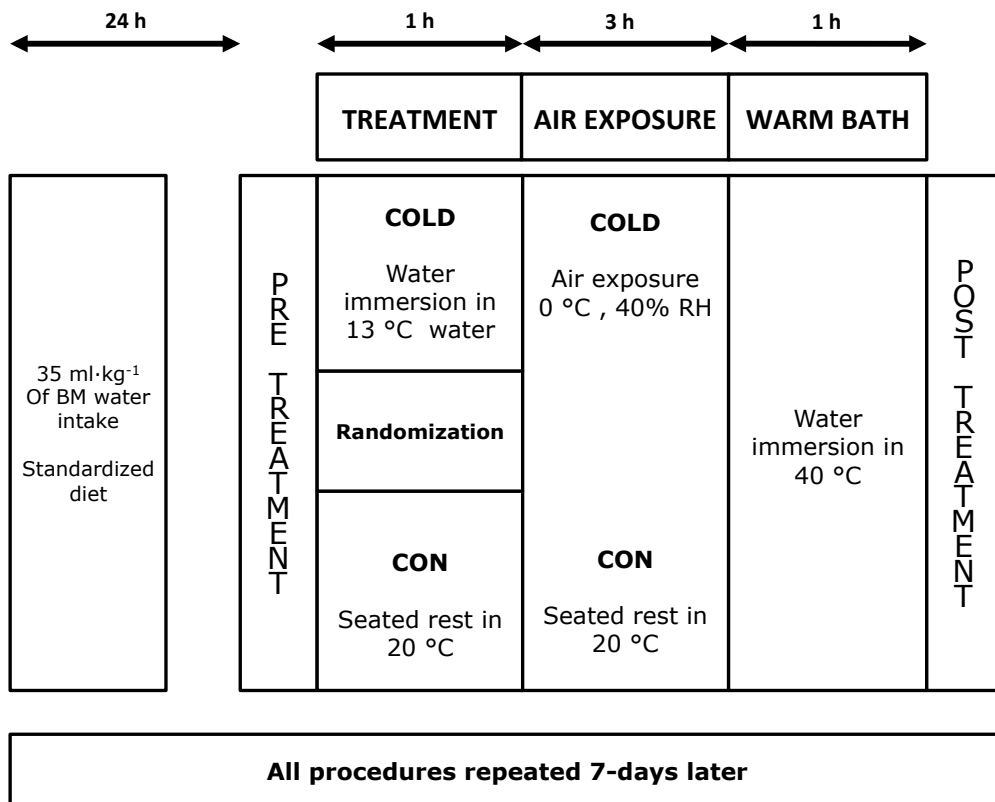 24 h
1 h
3 h
1 h
TREATMENT
AIR EXPOSURE
WARM BATH
35 ml·kg⁻¹
Of BM water
intake
Standardized
diet
PRE TREATMENT
COLD
Water
immersion in
13 °C water
Randomization
CON
Seated rest in
20 °C
COLD
Air exposure
0 °C , 40% RH
CON
Seated rest in
20 °C
Water
immersion in
40 °C
POST TREATMENT
All procedures repeated 7-days later